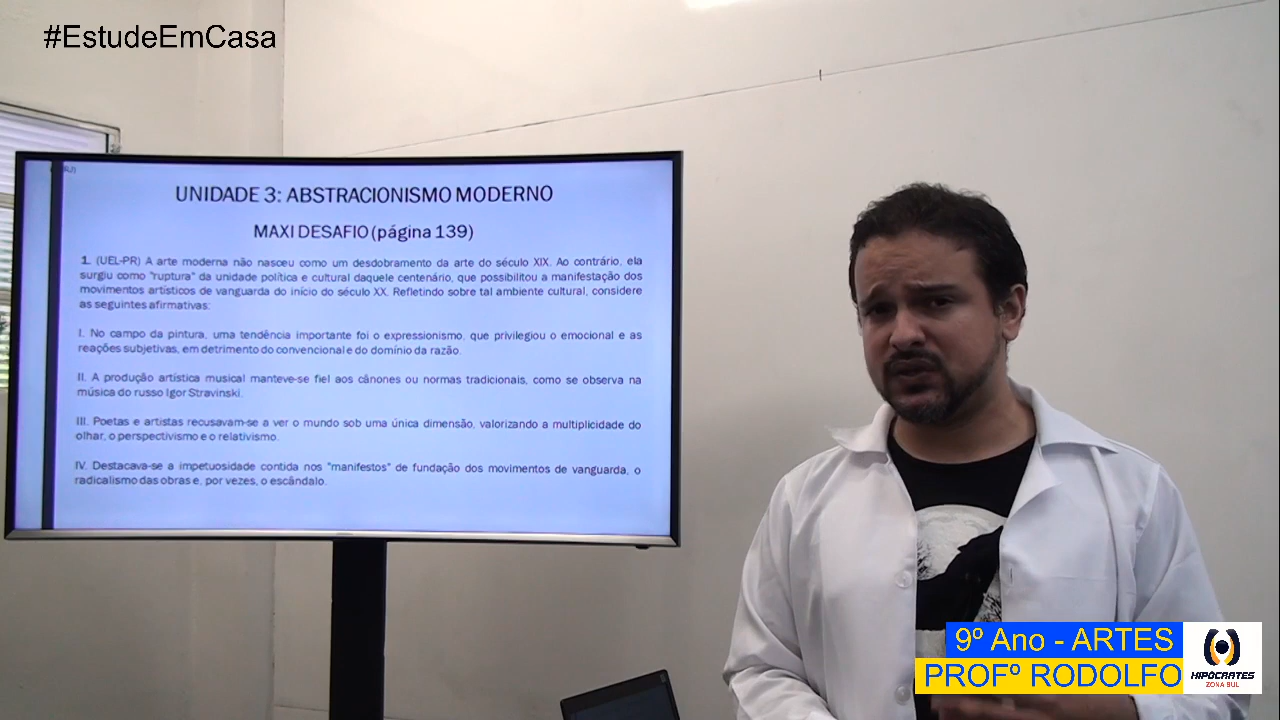 #EstudeEmCasa
UNIDADE 3: ABSTRACIONISMO MODERNO
MAXI DESAFIO (página 139)
1. (UEL-PR) A arte moderna não nasceu como um desdobramento da arte do século XIX. Ao contrário, ela
surgiu como "ruptura" da unidade política e cultural daquele centenário, que possibilitou a manifestação dos
movimentos artísticos de vanguarda do início do século XX. Refletindo sobre tal ambiente cultural, considere
as seguintes afirmativas:
I. No campo da pintura, uma tendência importante foi o expressionismo, que privilegiou o emocional e as
reações subjetivas, em detrimento do convencional e do domínio da razão.
II. A produção artística musical manteve-se fiel aos cânones ou normas tradicionais, como se observa na
música do russo Igor Stravinski.
III. Poetas e artistas recusavam-se a ver o mundo sob uma única dimensão, valorizando a multiplicidade do
olhar, o perspectivismo e o relativismo.
IV. Destacava-se a impetuosidade contida nos "manifestos" de fundação dos movimentos de vanguarda, o
radicalismo das obras e, por vezes, o escândalo.
9º Ano - ARTES
PROFº RODOLFO
HIPÓCRATES
ZONA SUL